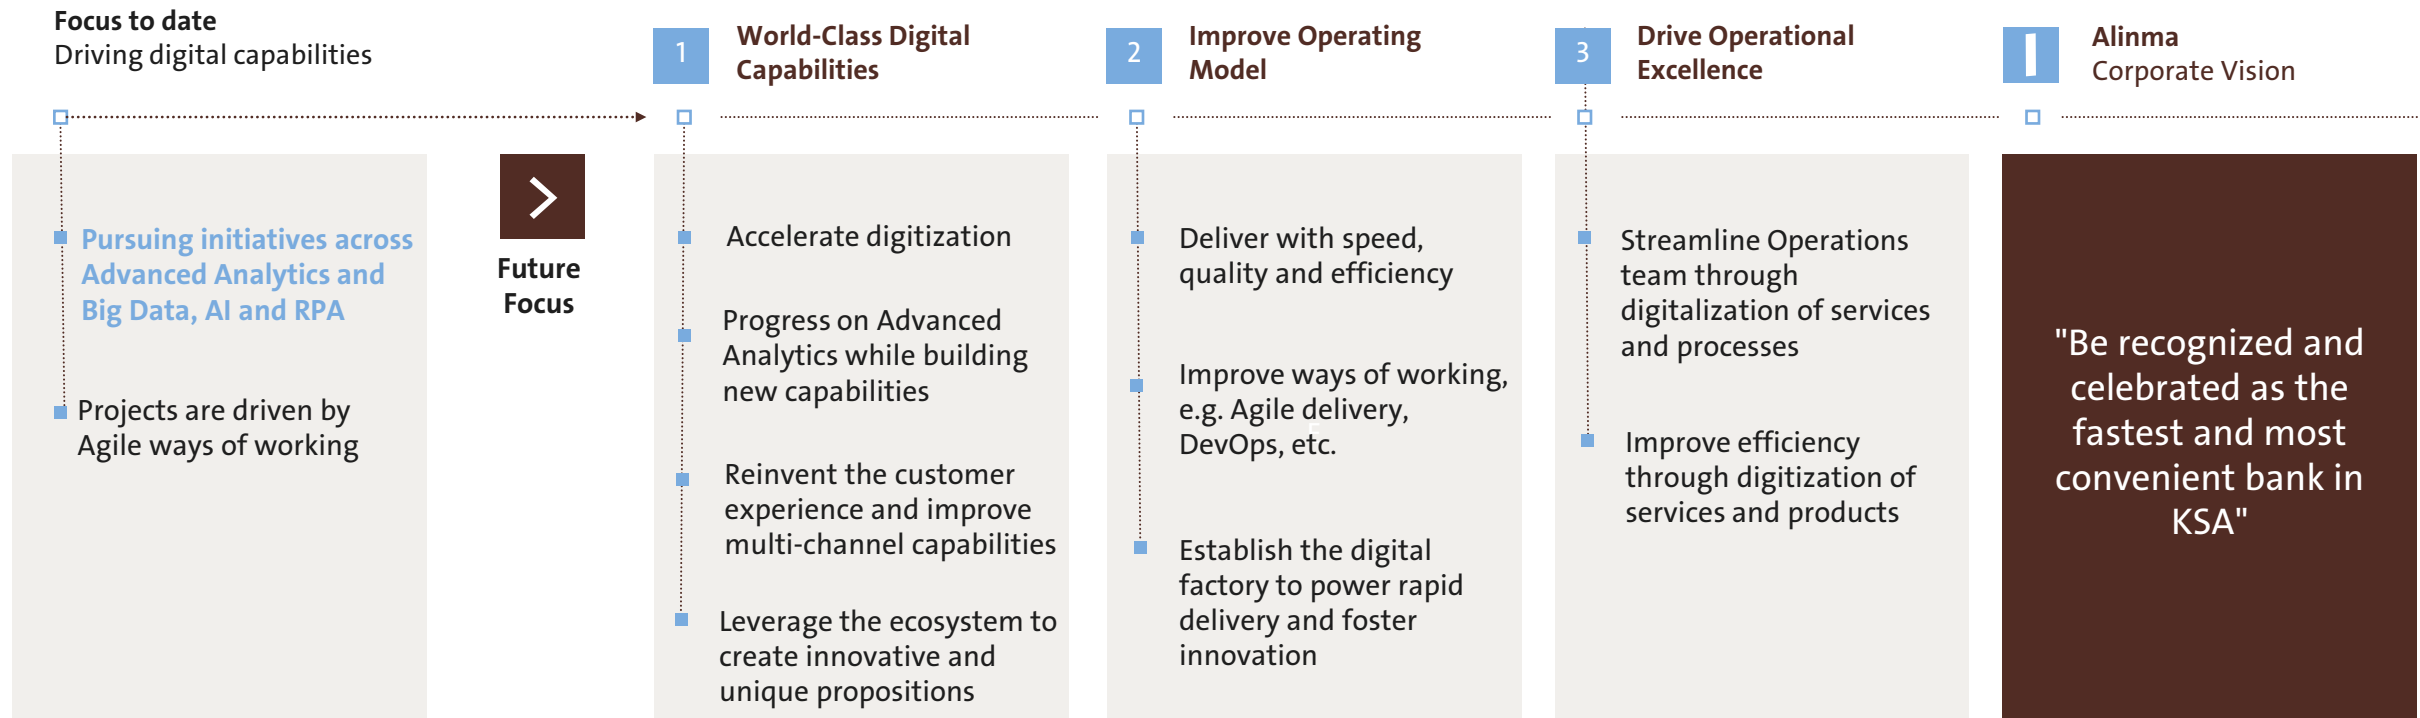 Focus to date
Driving digital capabilities
Pursuing initiatives across
Advanced Analytics and
Big Data, AI and RPA
Projects are driven by
Agile ways of working
Future
Focus
1
World-Class Digital
Capabilities
Accelerate digitization
Progress on Advanced
Analytics while building
new capabilities
Reinvent the customer
experience and improve
multi-channel capabilities
Leverage the ecosystem to
create innovative and
unique propositions
2
Improve Operating
Model
Deliver with speed,
quality and efficiency
Improve ways of working,
e.g. Agile delivery,
DevOps, etc.
Establish the digital
factory to power rapid
delivery and foster
innovation
3
Drive Operational
Excellence
Streamline Operations
team through
digitalization of services
and processes
Improve efficiency
through digitization of
services and products
Alinma
Corporate Vision
"Be recognized and
celebrated as the
fastest and most
convenient bank in
KSA"